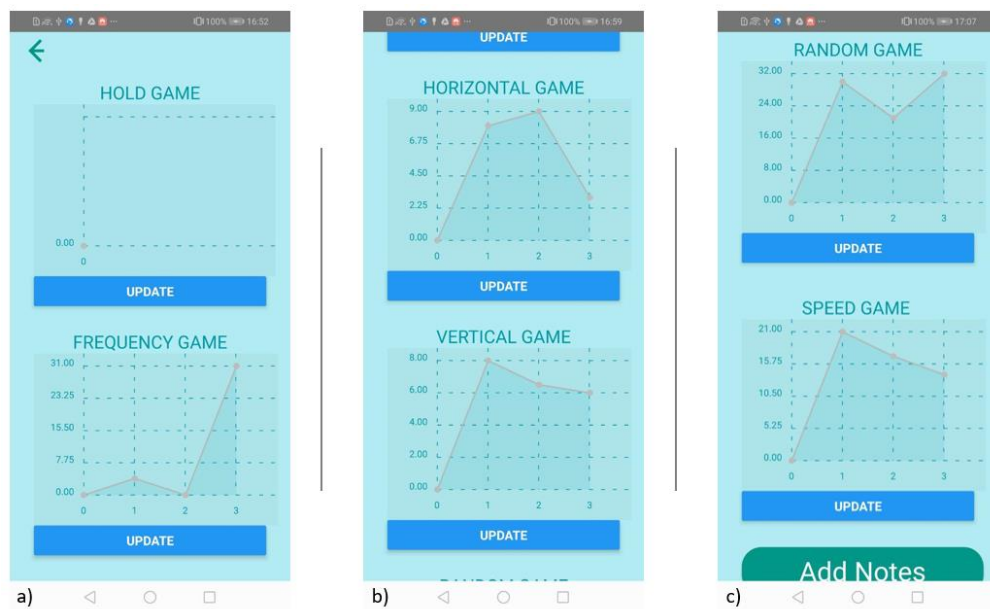 100% 16:52
HOLD GAME
0.00
0
UPDATE
FREQUENCY GAME
31.00
23.25
15.50
7.75
0.00
0 1 2 3
UPDATE
a)
100% 16:59
UPDATE
HORIZONTAL GAME
9.00
6.75
4.50
2.25
0.00
0 1 2 3
UPDATE
VERTICAL GAME
8.00
6.00
4.00
2.00
0.00
0 1 2 3
UPDATE
RANDOM GAME
b)
100% 17:07
RANDOM GAME
32.00
24.00
16.00
8.00
0.00
0 1 2 3
UPDATE
SPEED GAME
21.00
15.75
10.50
5.25
0.00
0 1 2 3
UPDATE
Add Notes
c)